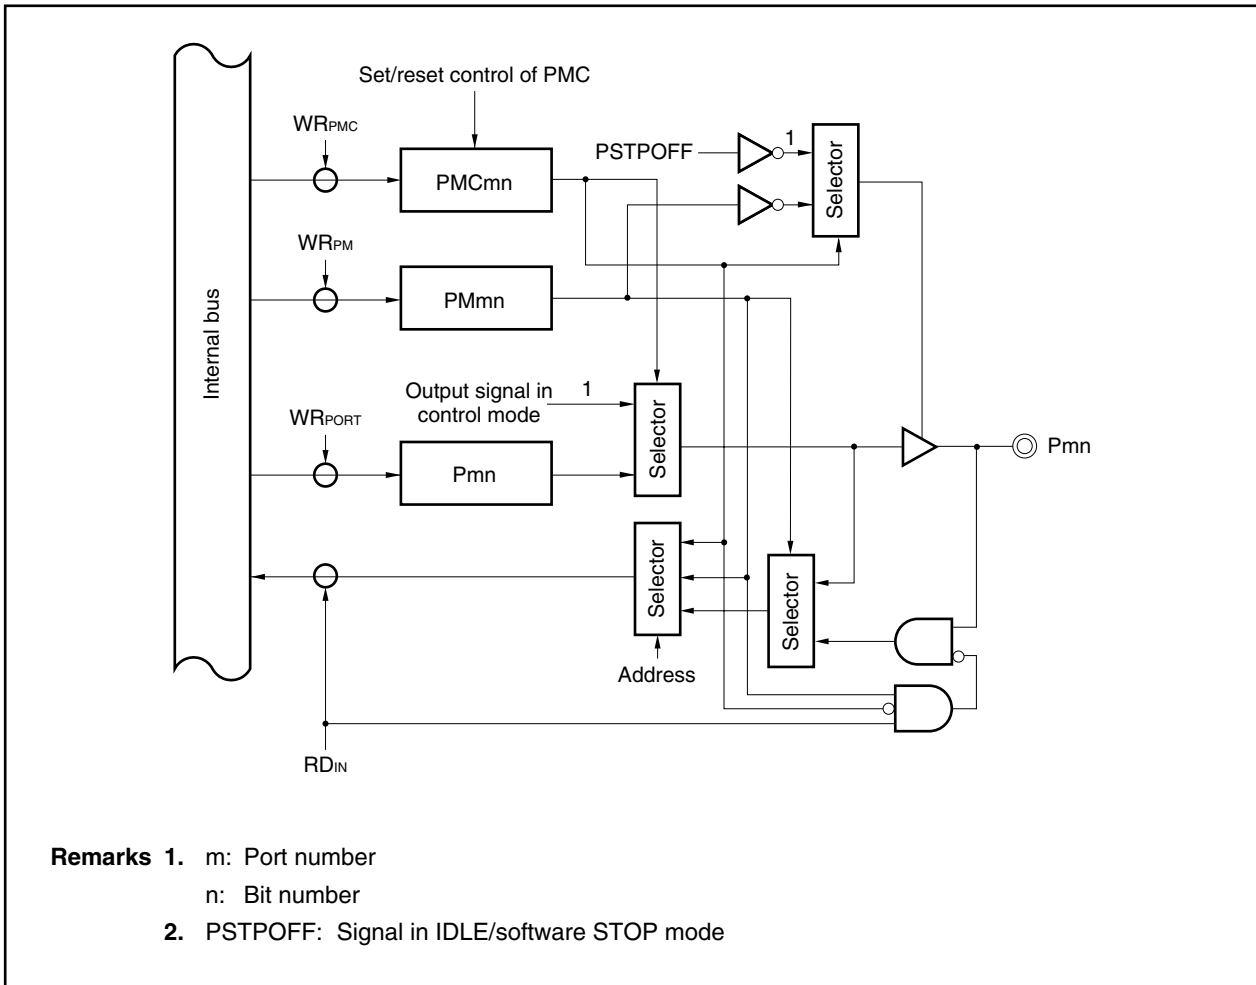 Set/reset control of PMC
WRPMC
PSTPOFF
1
Selector
PMCmn
WRPM
PMmn
Internal bus
Output signal in
control mode
1
Selector
WRPORT
Pmn
Pmn
Selector
Selector
Address
RDIN
Remarks 1. m: Port number
n: Bit number
2. PSTPOFF: Signal in IDLE/software STOP mode